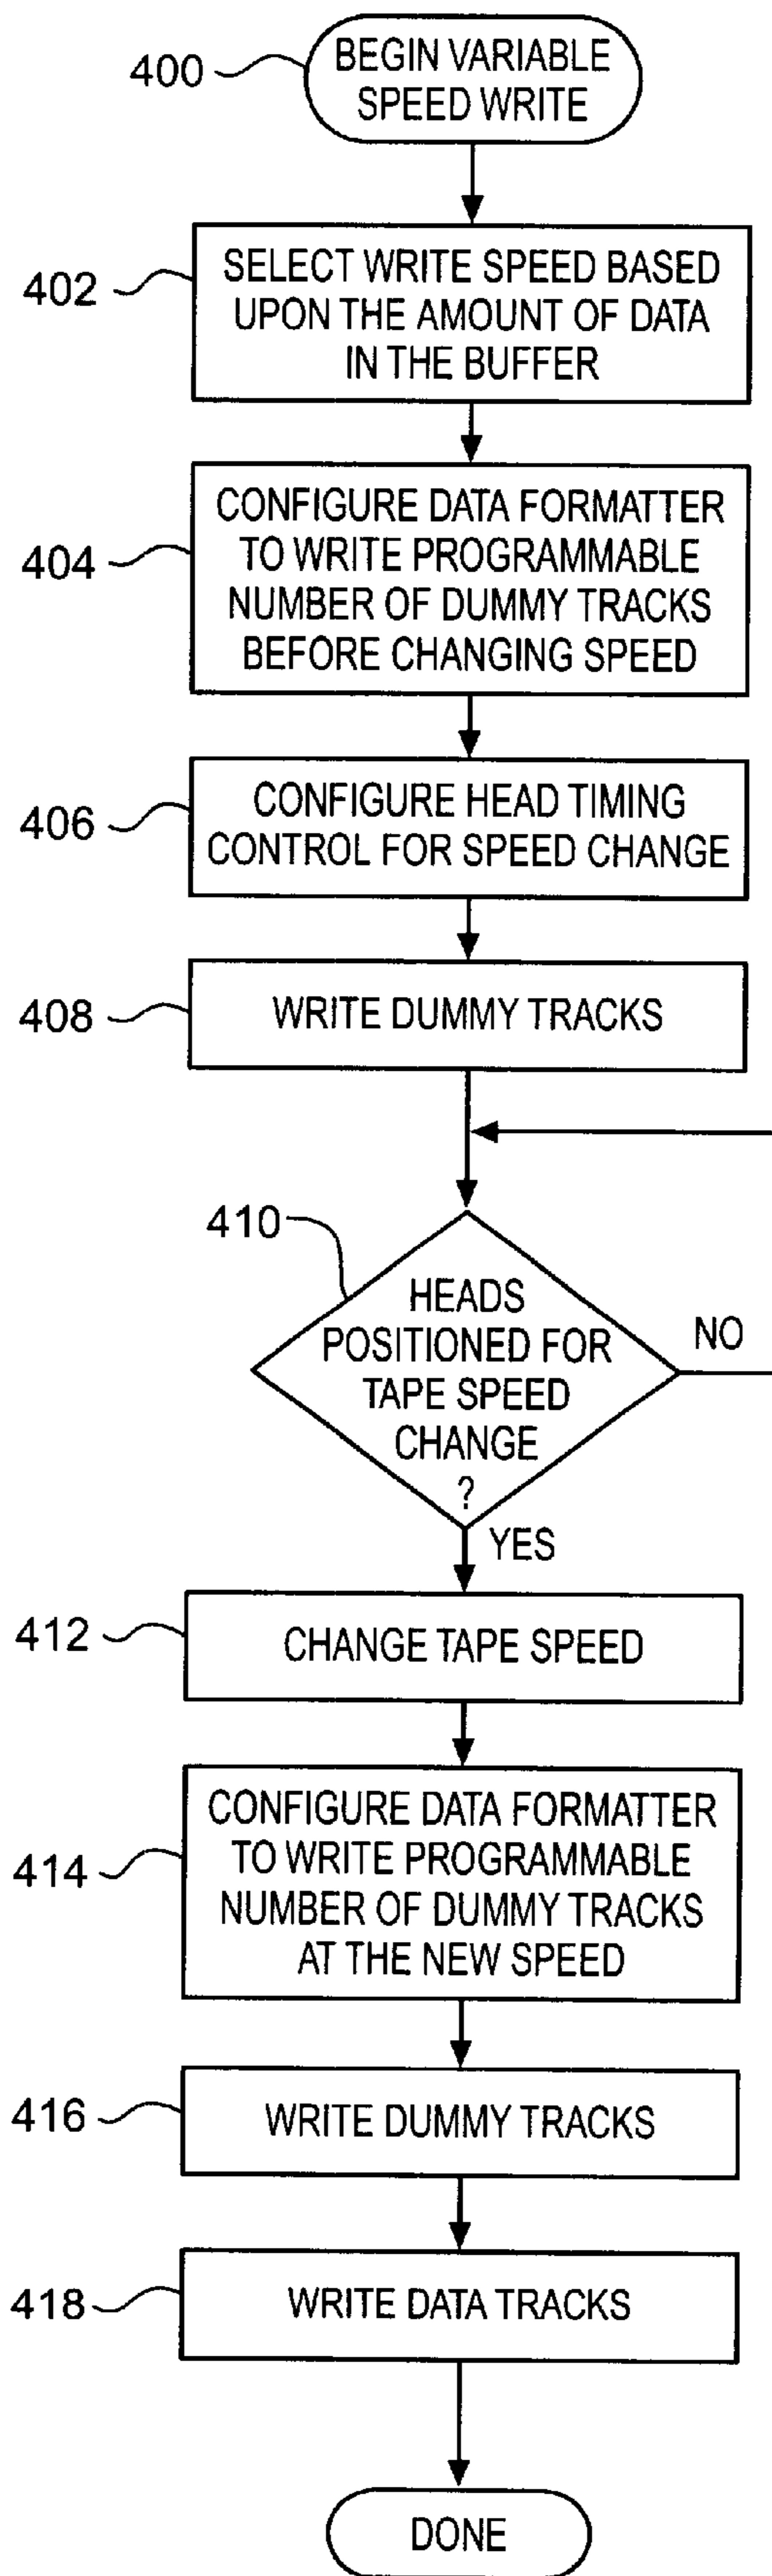 400
BEGIN VARIABLE
SPEED WRITE
402
SELECT WRITE SPEED BASED
UPON THE AMOUNT OF DATA
IN THE BUFFER
404
CONFIGURE DATA FORMATTER
TO WRITE PROGRAMMABLE
NUMBER OF DUMMY TRACKS
BEFORE CHANGING SPEED
406
CONFIGURE HEAD TIMING
CONTROL FOR SPEED CHANGE
408
WRITE DUMMY TRACKS
410
HEADS
POSITIONED FOR
TAPE SPEED
CHANGE
?
NO
YES
412
CHANGE TAPE SPEED
414
CONFIGURE DATA FORMATTER
TO WRITE PROGRAMMABLE
NUMBER OF DUMMY TRACKS
AT THE NEW SPEED
416
WRITE DUMMY TRACKS
418
WRITE DATA TRACKS
DONE